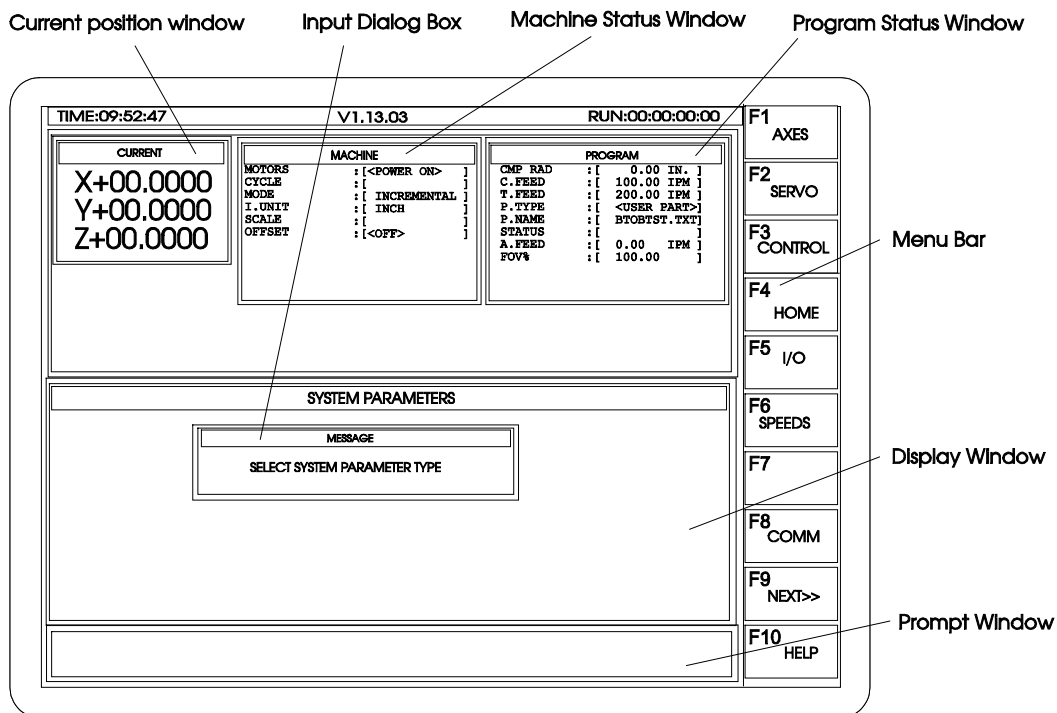 Current position window
Input Dialog Box
Machine Status Window
Program Status Window
TIME:09:52:47 V1.13.03 RUN:00:00:00:00
CURRENT
X+00.0000
Y+00.0000
Z+00.0000
MACHINE
MOTORS :[<POWER ON> ]
CYCLE :[ ]
MODE :[ INCREMENTAL ]
I.UNIT :[ INCH ]
SCALE :[ ]
OFFSET :[<OFF> ]
PROGRAM
CMP RAD :[ 0.00 IN. ]
C.FEED :[ 100.00 IPM ]
T.FEED :[ 200.00 IPM ]
P.TYPE :[ <USER PART>]
P.NAME :[ BTOBTST.TXT]
STATUS :[ ]
A.FEED :[ 0.00 IPM ]
FOV% :[ 100.00 ]
F1 AXES
F2 SERVO
F3 CONTROL
F4 HOME
F5 I/O
F6 SPEEDS
F7
F8 COMM
F9 NEXT>>
F10 HELP
Menu Bar
SYSTEM PARAMETERS
MESSAGE
SELECT SYSTEM PARAMETER TYPE
Display Window
Prompt Window